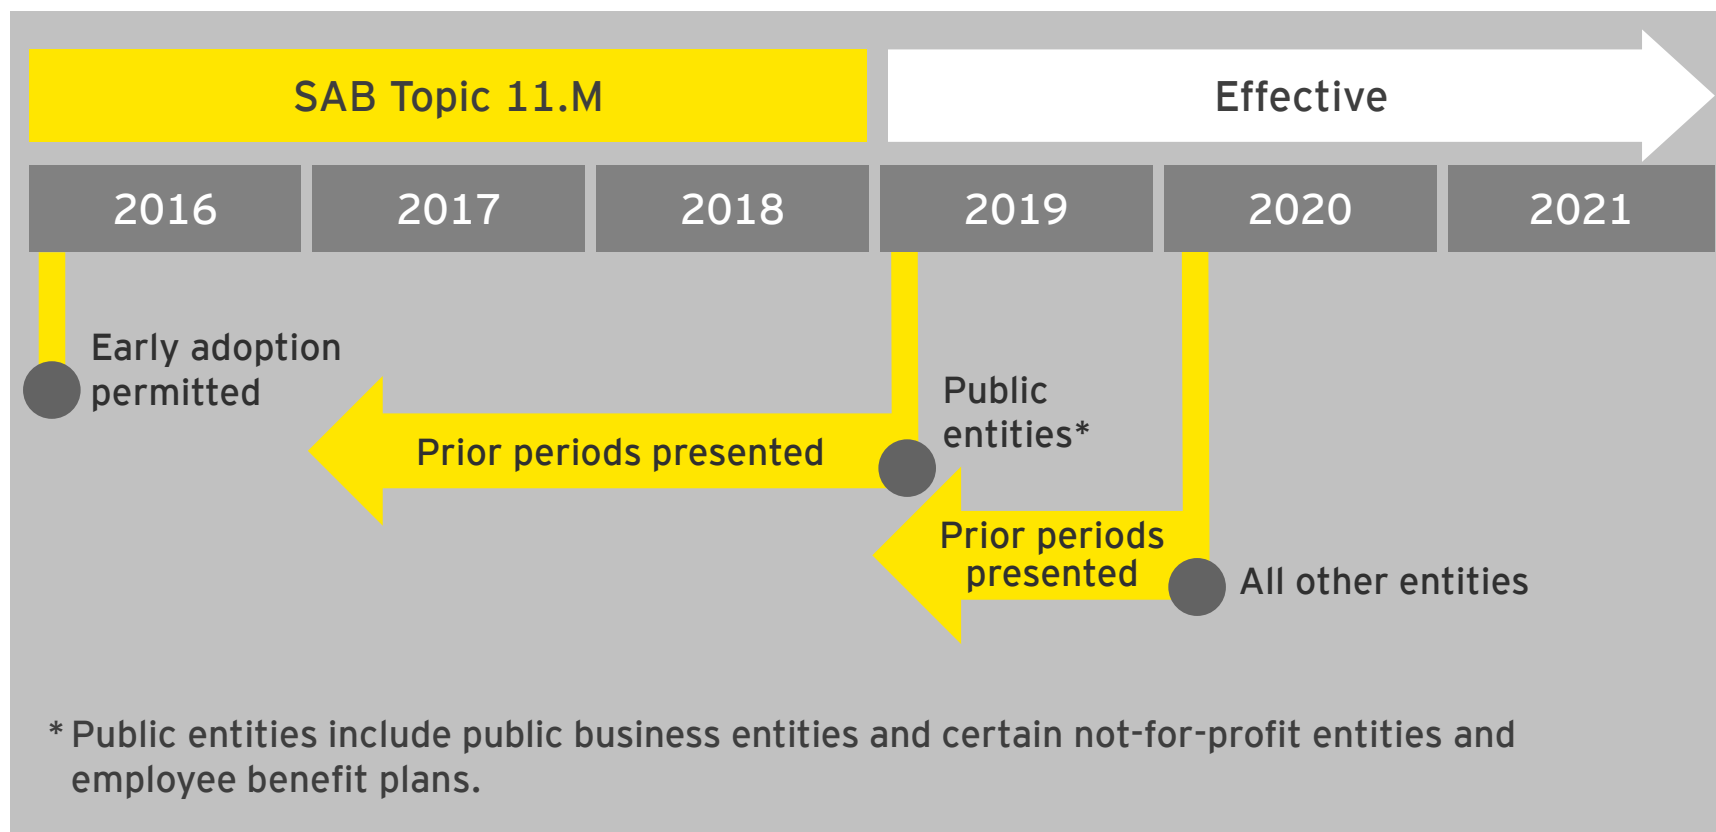 SAB Topic 11.M
Effective
2016
2017
2018
2019
2020
2021
Early adoption
permitted
Prior periods presented
Public
entities*
Prior periods
presented
All other entities
* Public entities include public business entities and certain not-for-profit entities and
employee benefit plans.